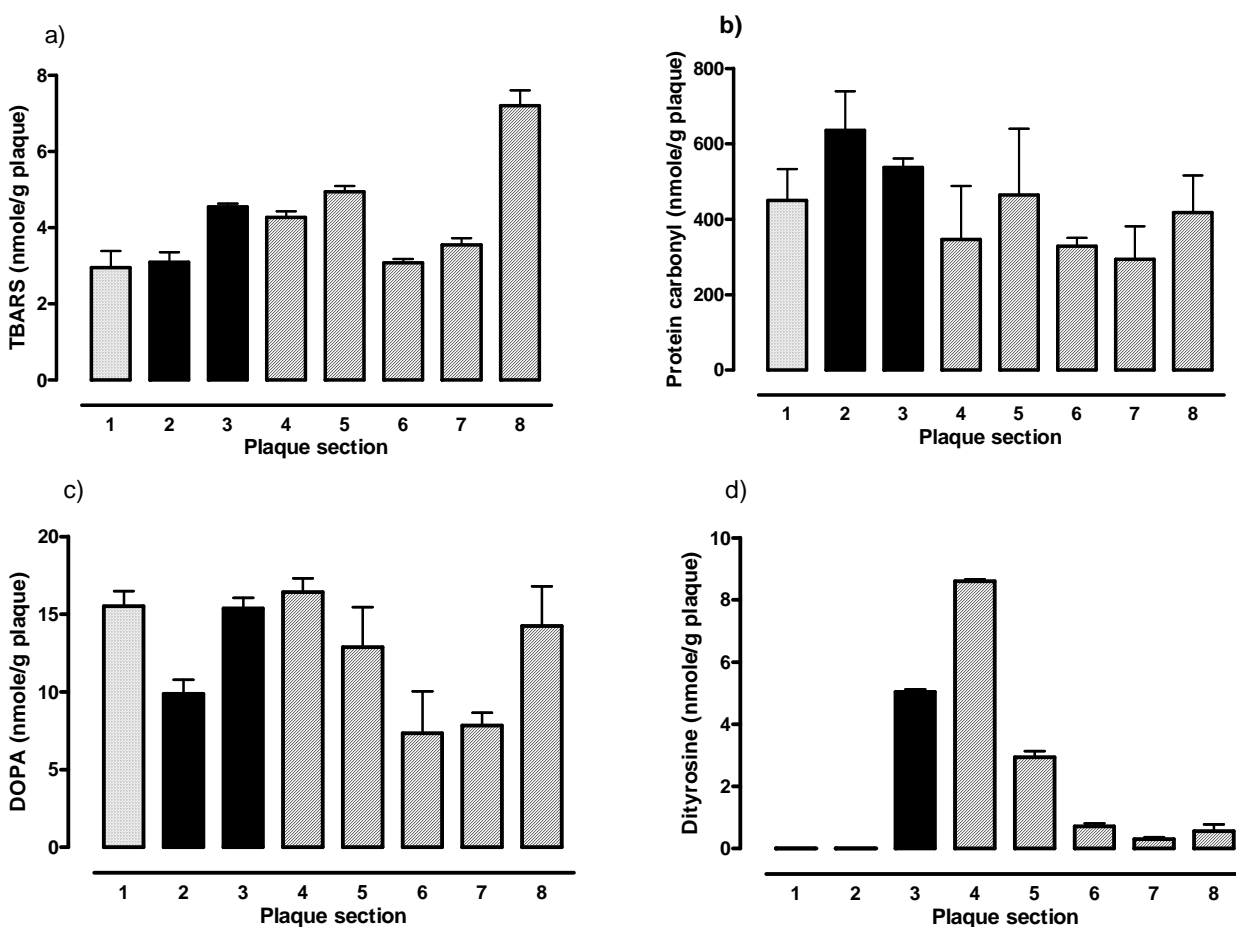 a)
TBARS (nmole/g plaque)
8
6
4
2
0
1 2 3 4 5 6 7 8
Plaque section
b)
Protein carbonyl (nmole/g plaque)
800
600
400
200
0
1 2 3 4 5 6 7 8
Plaque section
c)
DOPA (nmole/g plaque)
20
15
10
5
0
1 2 3 4 5 6 7 8
Plaque section
d)
Dityrosine (nmole/g plaque)
10
8
6
4
2
0
1 2 3 4 5 6 7 8
Plaque section